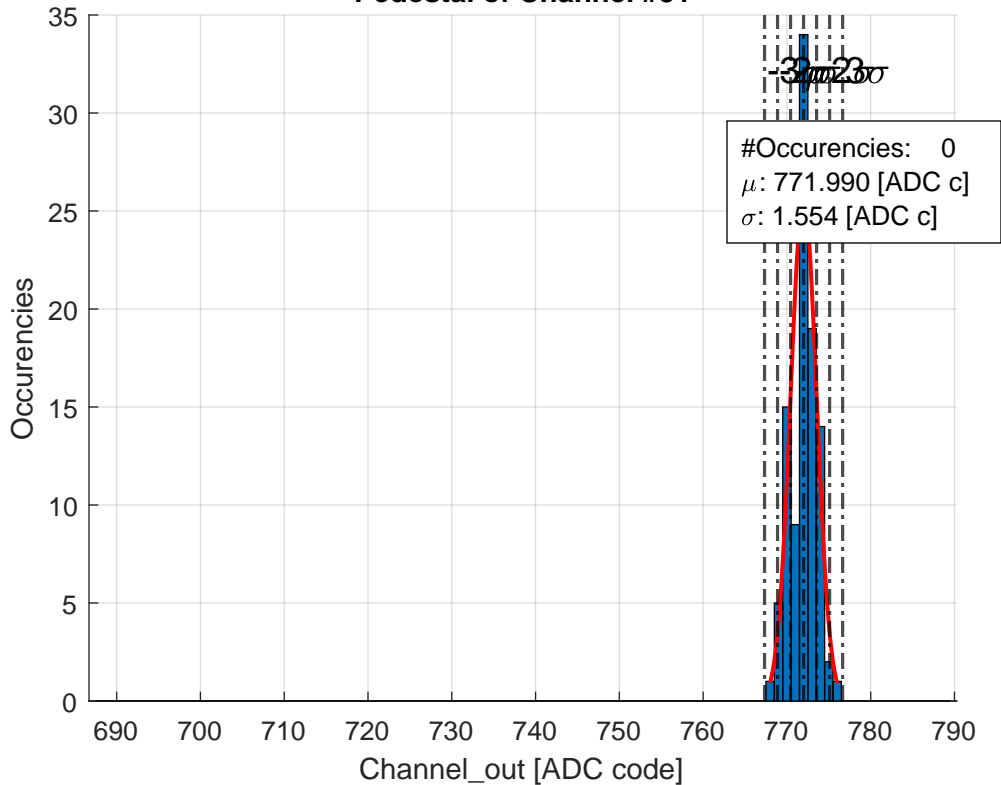 35
30
25
20
15
10
5
0
Occurencies
#Occurencies: 0
μ: 771.990 [ADC c]
σ: 1.554 [ADC c]
690 700 710 720 730 740 750 760 770 780 790
Channel_out [ADC code]